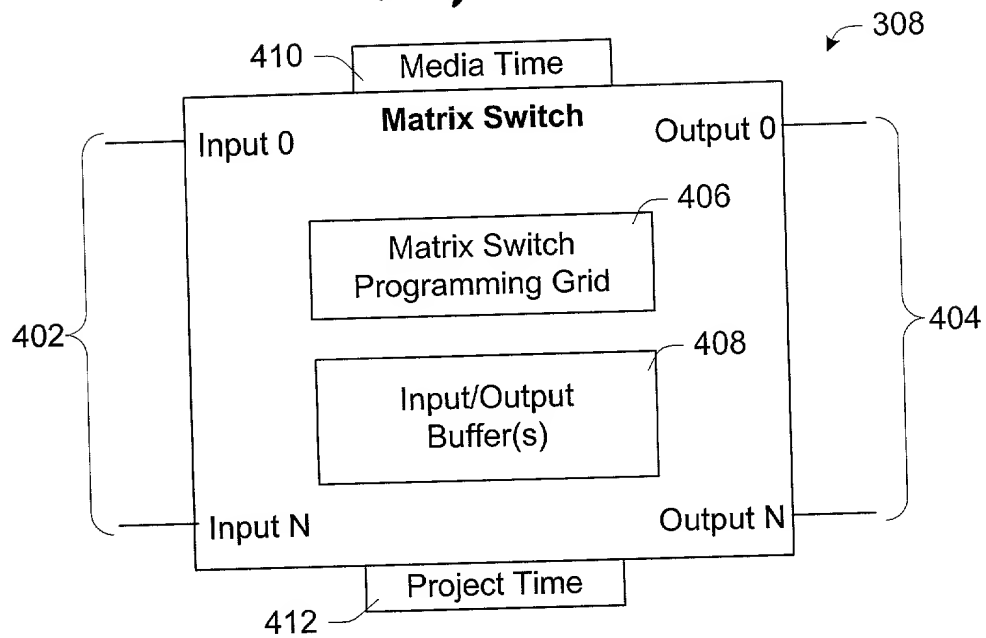 308
410
Media Time
Matrix Switch
Input 0
Output 0
406
Matrix Switch
Programming Grid
402
404
408
Input/Output
Buffer(s)
Input N
Output N
Project Time
412